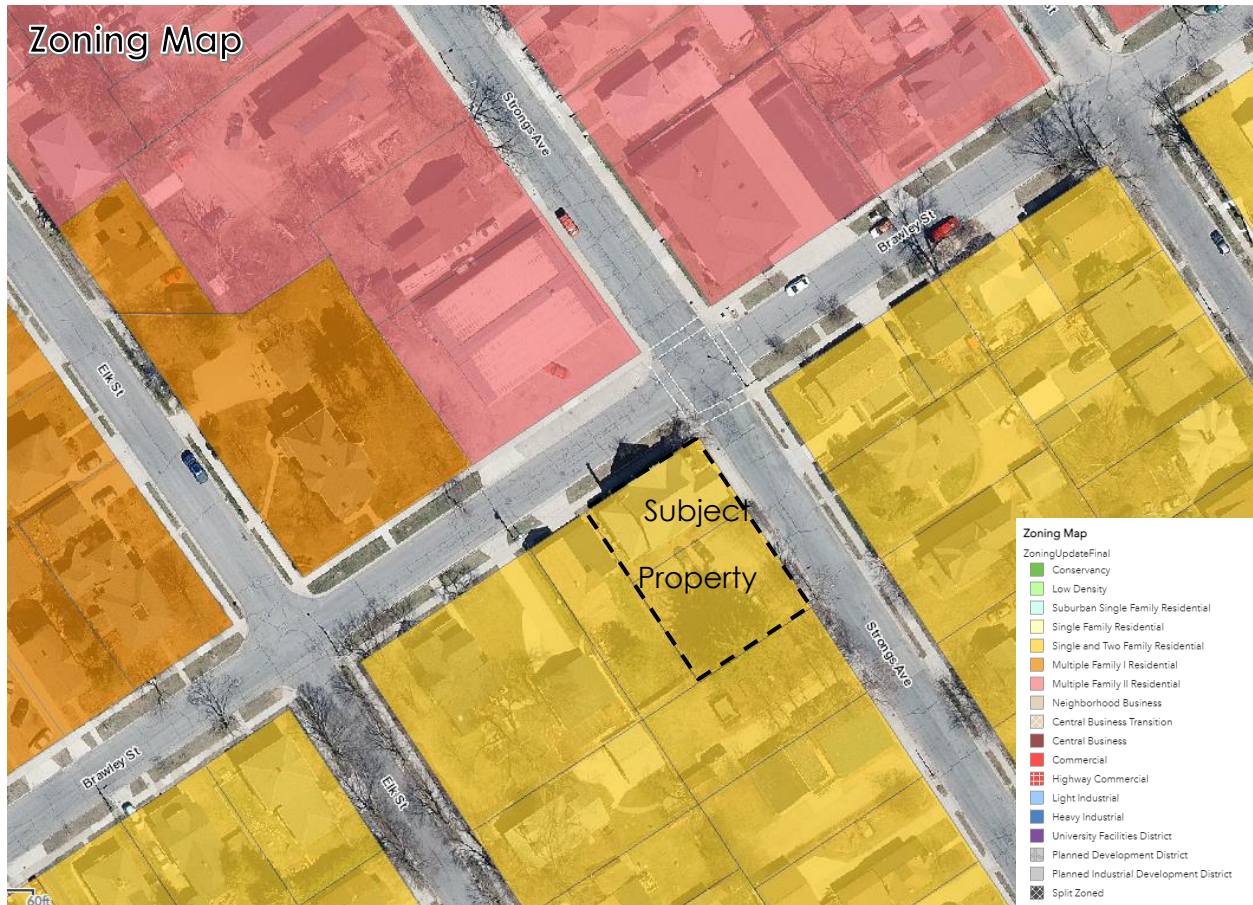 Zoning Map
St
St
Strongs Ave
Brawley St
Elk St
Subject
Property
Strongs Ave
Brawley St
Elk St
60ft
Zoning Map
ZoningUpdateFinal
Conservancy
Low Density
Suburban Single Family Residential
Single Family Residential
Single and Two Family Residential
Multiple Family I Residential
Multiple Family II Residential
Neighborhood Business
Central Business Transition
Central Business
Commercial
Highway Commercial
Light Industrial
Heavy Industrial
University Facilities District
Planned Development District
Planned Industrial Development District
Split Zoned